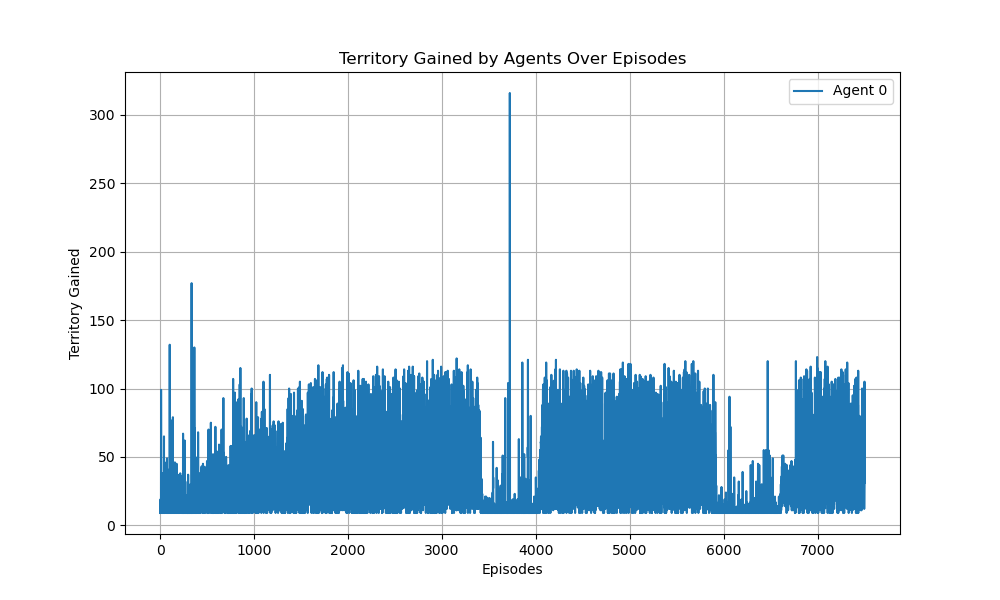 Territory Gained by Agents Over Episodes
Agent 0
300
250
200
150
100
50
0
Territory Gained
0 1000 2000 3000 4000 5000 6000 7000
Episodes